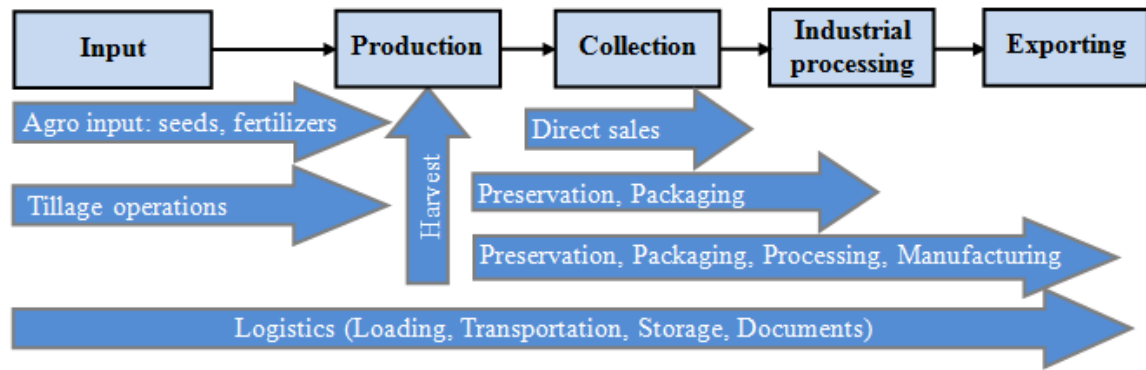 Input
Production
Collection
Industrial
processing
Exporting
Agro input: seeds, fertilizers
Direct sales
Harvest
Tillage operations
Preservation, Packaging
Preservation, Packaging, Processing, Manufacturing
Logistics (Loading, Transportation, Storage, Documents)